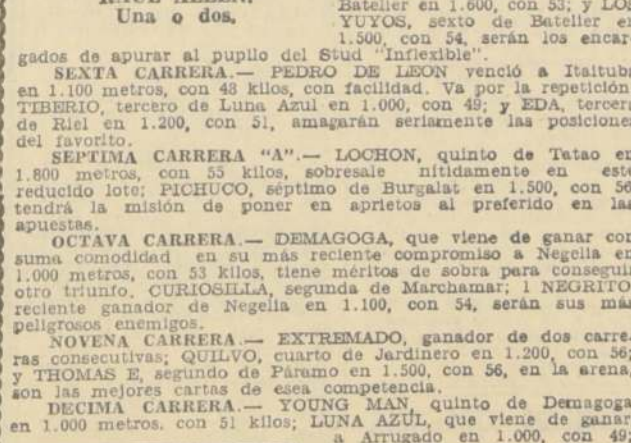 Una o dos.
Batelier en 1.600, con 53; y LOS
YUYOS, sexto de Batelier en
1.500, con 54, serán los encar-
gados de apurar al pupilo del Stud "Inflexible".
SEXTA CARRERA.— PEDRO DE LEON venció a Itaituba
en 1.100 metros, con 48 kilos, con facilidad. Va por la repetición.
TIBERIO, tercero de Luna Azul en 1.000, con 49; y EDA, tercera
de Riel en 1.200, con 51, amagarán seriamente las posiciones
del favorito.
SEPTIMA CARRERA "A".— LOCHON, quinto de Tatao en
1.800 metros, con 55 kilos, sobresale nítidamente en este
reducido lote; PICHUCO, séptimo de Burgalat en 1.500, con 56
tendrá la misión de poner en aprietos al preferido en las
apuestas.
OCTAVA CARRERA.— DEMAGOGA, que viene de ganar con
suma comodidad en su más reciente compromiso a Negelia en
1.000 metros, con 53 kilos, tiene méritos de sobra para conseguir
otro triunfo. CURIOSILLA, segunda de Marchamar; 1 NEGRITO,
reciente ganador de Negelia en 1.100, con 54, serán sus más
peligrosos enemigos.
NOVENA CARRERA.— EXTREMADO, ganador de dos carre-
ras consecutivas; QUILVO, cuarto de Jardinero en 1.200, con 56;
y THOMAS E, segundo de Páramo en 1.500, con 56, en la arena,
son las mejores cartas de esea competencia.
DECIMA CARRERA.— YOUNG MAN, quinto de Demagoga
en 1.000 metros, con 51 kilos; LUNA AZUL, que viene de ganar
a Arrugado en 1.000, con 49;